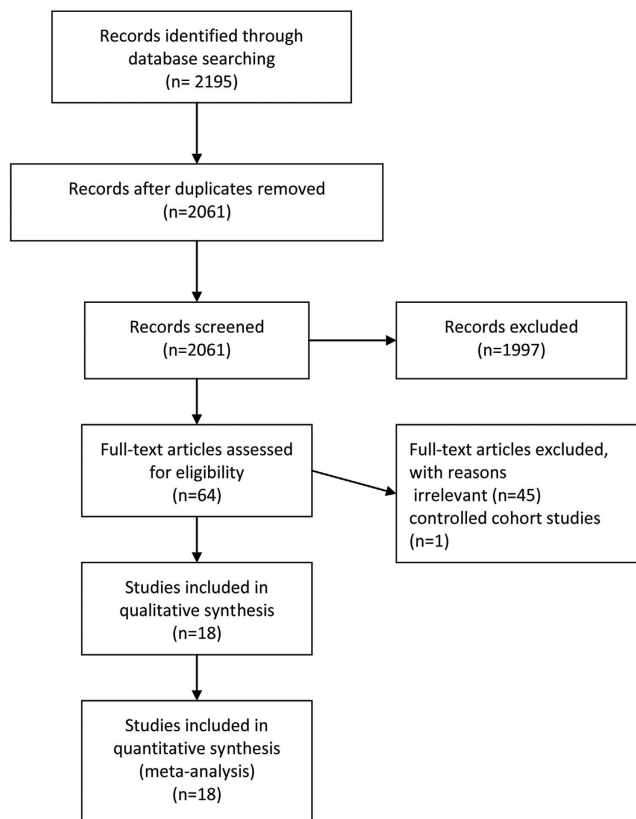 Records identified through
database searching
(n= 2195)
Records after duplicates removed
(n=2061)
Records screened
(n=2061)
Records excluded
(n=1997)
Full-text articles assessed
for eligibility
(n=64)
Full-text articles excluded,
with reasons
irrelevant (n=45)
controlled cohort studies
(n=1)
Studies included in
qualitative synthesis
(n=18)
Studies included in
quantitative synthesis
(meta-analysis)
(n=18)